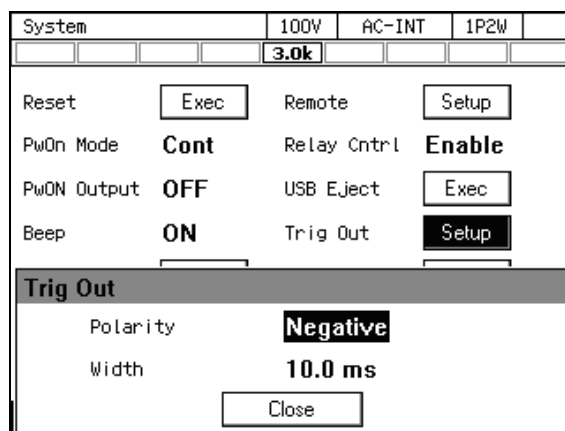 System 100V AC-INT 1P2W
3.0k
Reset Exec Remote Setup
PwOn Mode Cont Relay Cntrl Enable
PwON Output OFF USB Eject Exec
Beep ON Trig Out Setup
Trig Out
Polarity Negative
Width 10.0 ms
Close